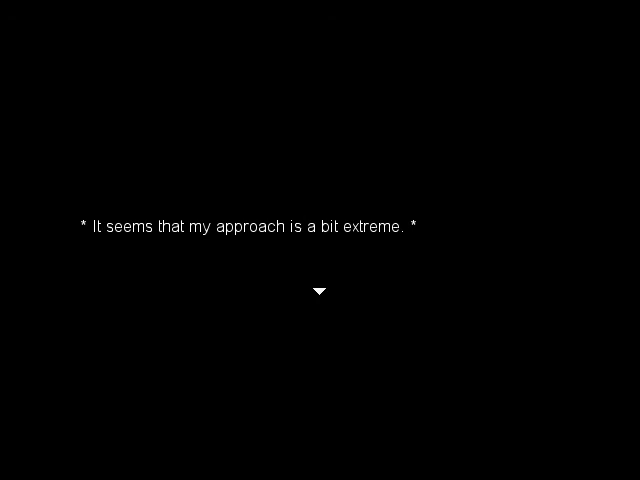 * It seems that my approach is a bit extreme. *